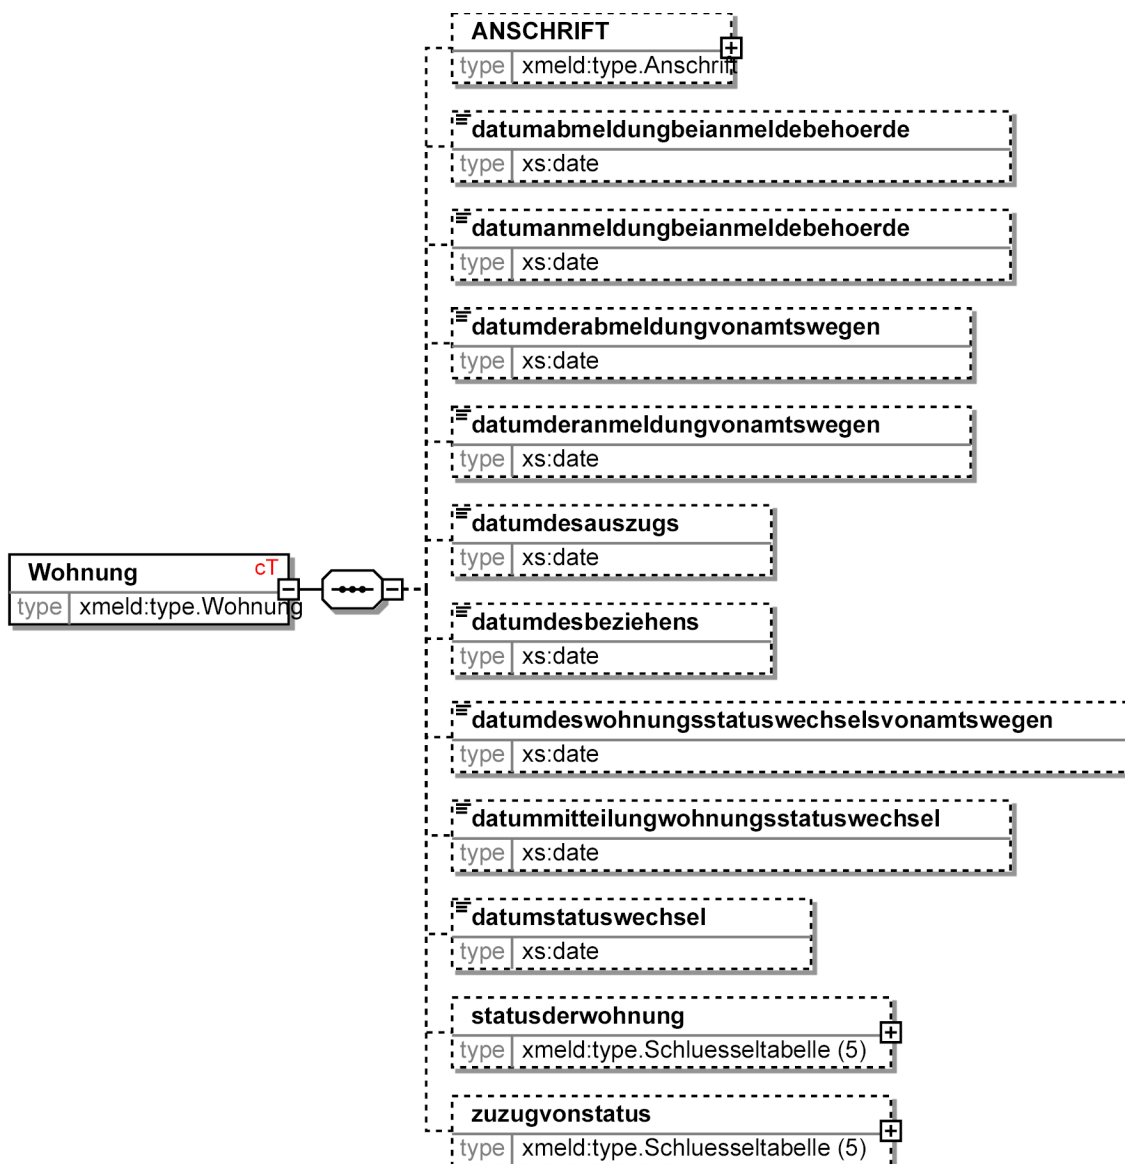 ANSCHRIFT
type xmeld:type.Anschrift
datumabmeldungbeianmeldebehoerde
type xs:date
datumanmeldungbeianmeldebehoerde
type xs:date
datumderabmeldungvonamtswegen
type xs:date
datumderanmeldungvonamtswegen
type xs:date
datumdesauszugs
type xs:date
Wohnung cT
type xmeld:type.Wohnung
datumdesbeziehens
type xs:date
datumdeswohnungsstatuswechselsvonamtswegen
type xs:date
datummitteilungwohnungsstatuswechsel
type xs:date
datumstatuswechsel
type xs:date
statusderwohnung
type xmeld:type.Schluesseltabelle (5)
zuzugvonstatus
type xmeld:type.Schluesseltabelle (5)